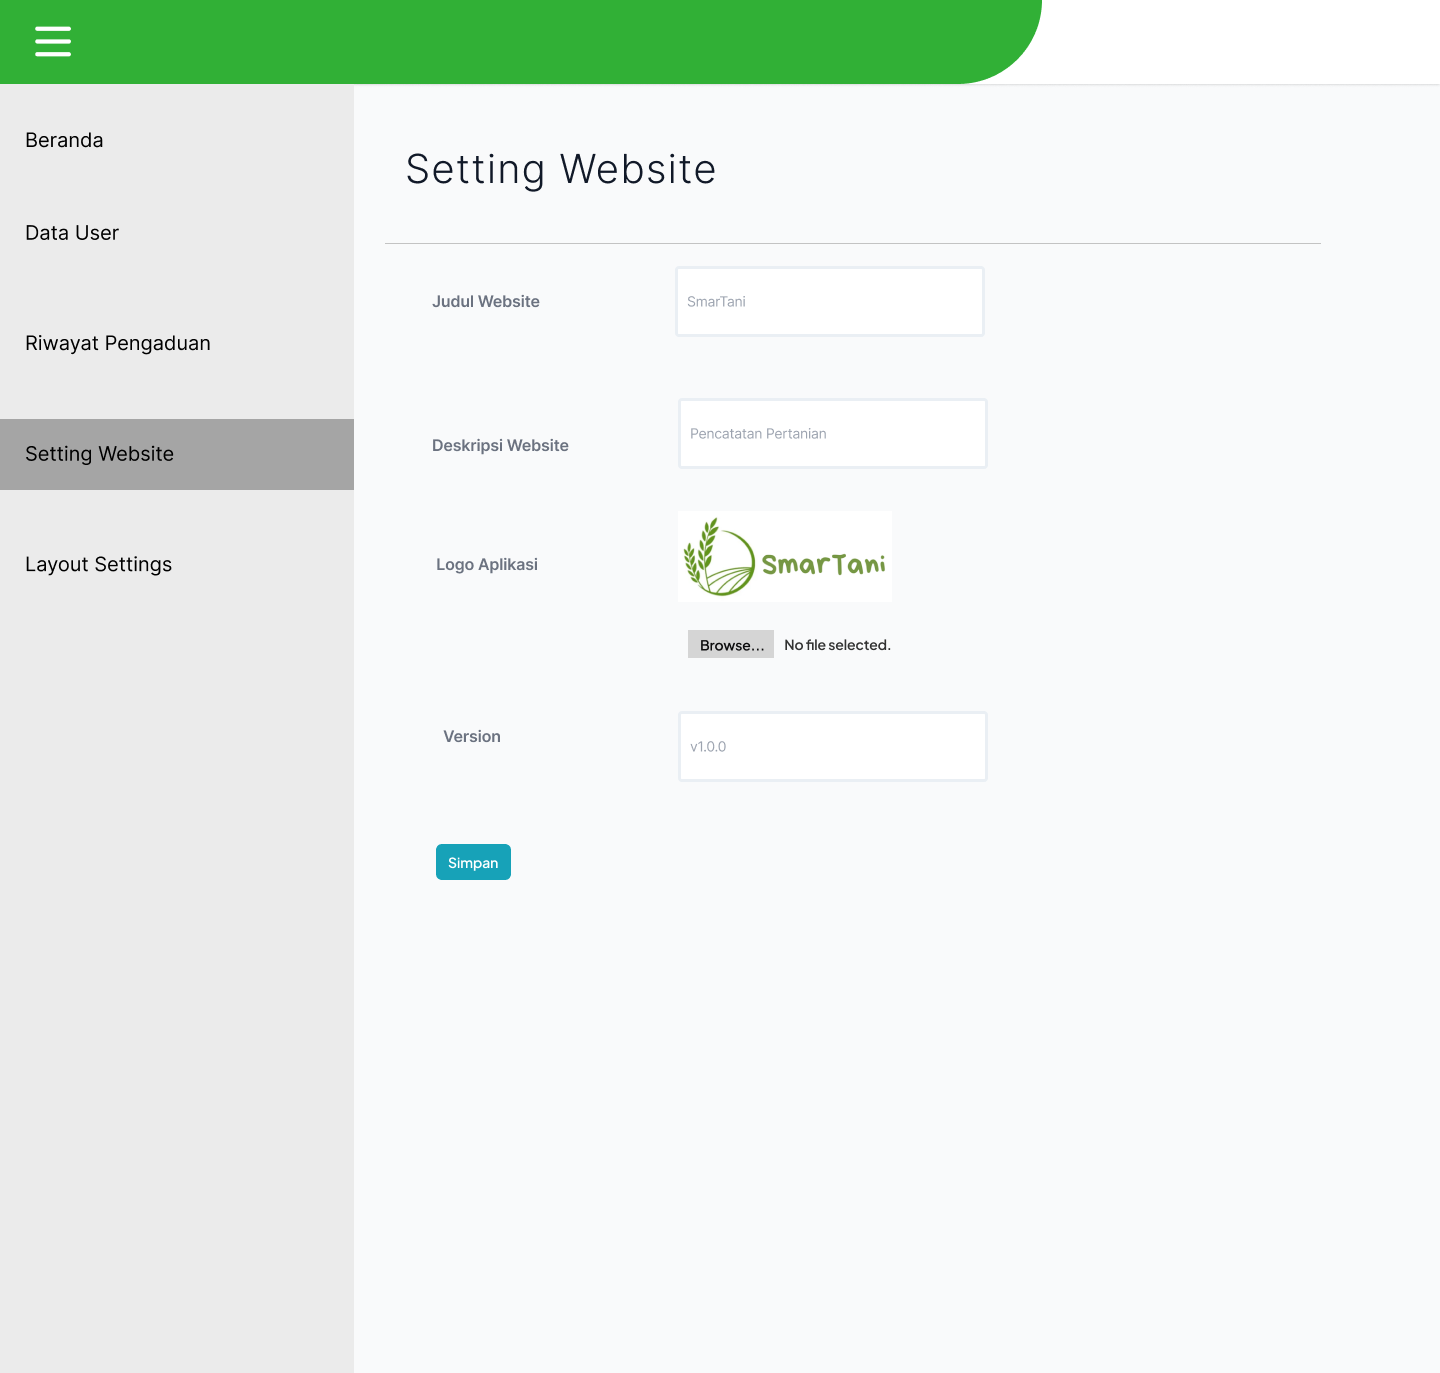 Beranda
Data User
Riwayat Pengaduan
Setting Website
Layout Settings
Setting Website
Judul Website
SmarTani
Deskripsi Website
Pencatatan Pertanian
Logo Aplikasi
SmarTani
Browse...
No file selected.
Version
v1.0.0
Simpan